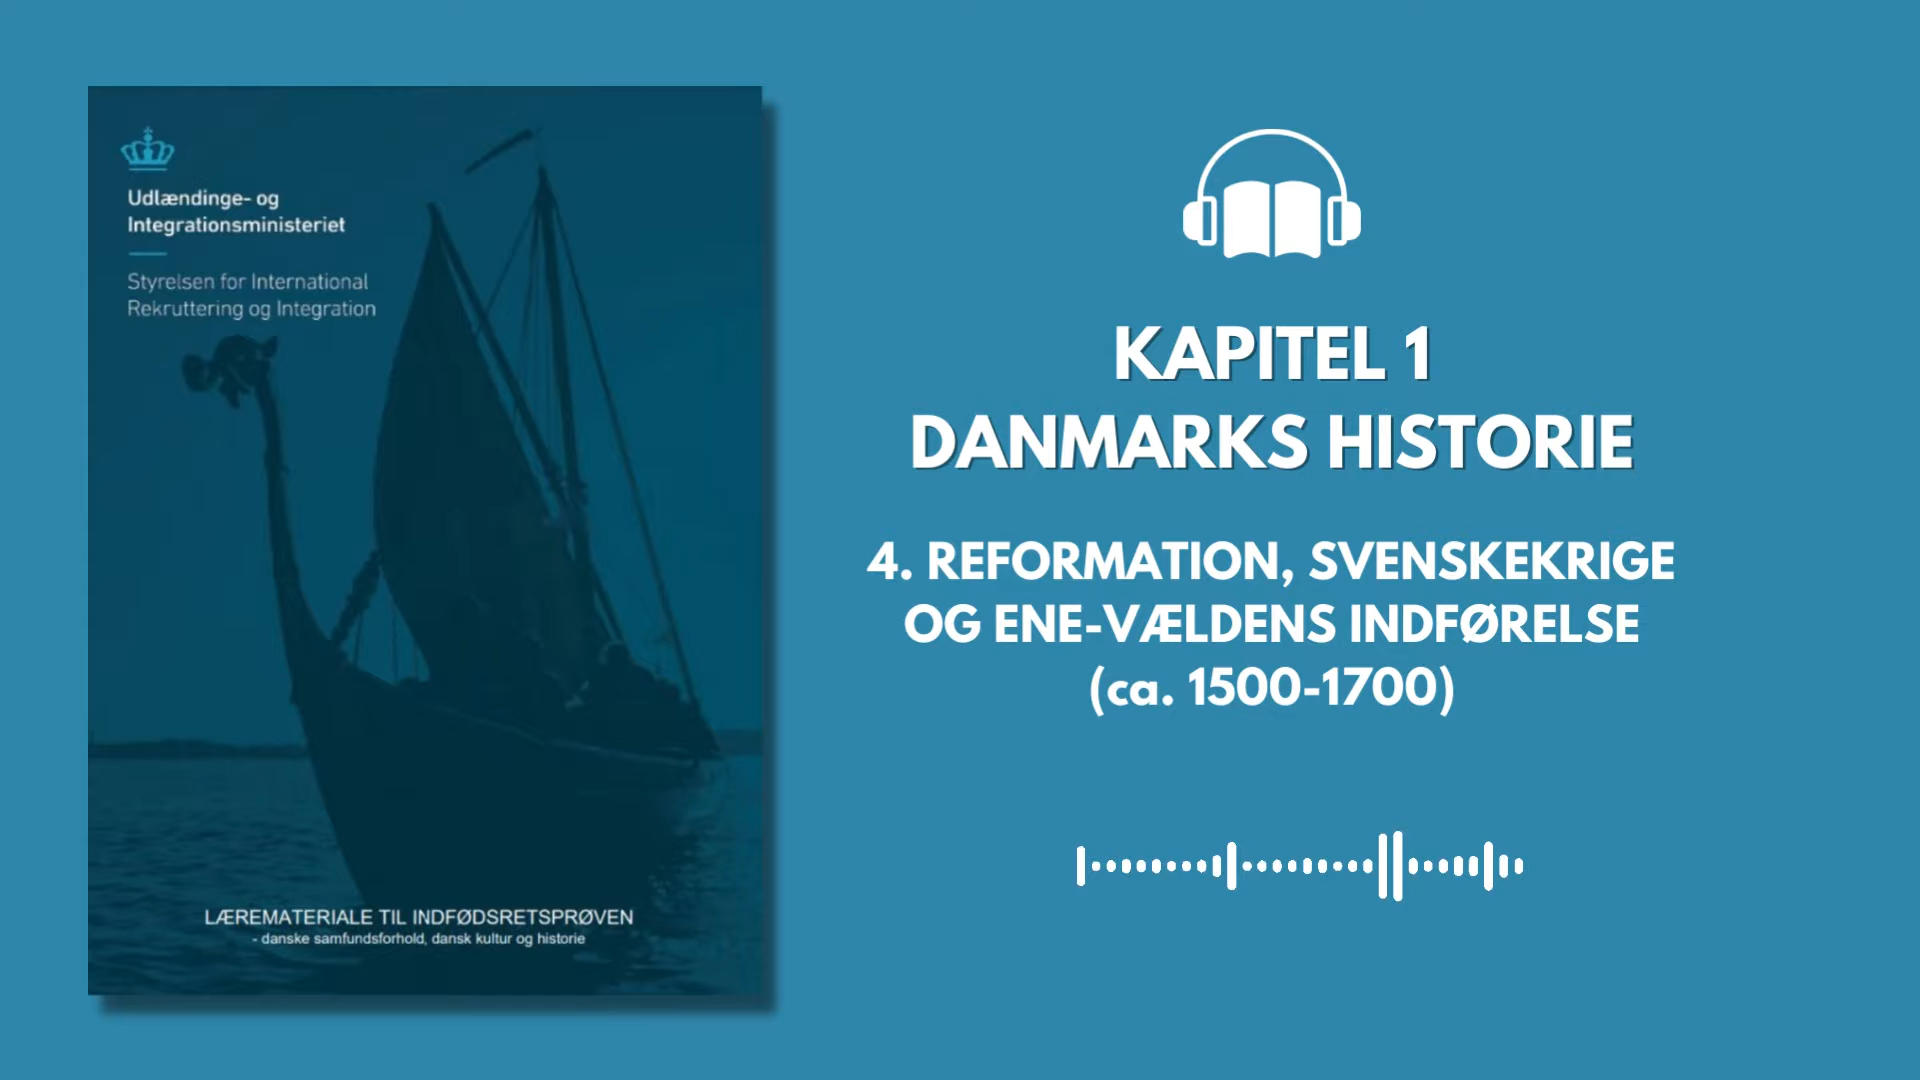 Udlændinge- og
Integrationsministeriet
Styrelsen for International
Rekruttering og Integration
LÆREMATERIALE TIL INDFØDSRETSPRØVEN
- danske samfundsforhold, dansk kultur og historie
KAPITEL 1
DANMARKS HISTORIE
4. REFORMATION, SVENSKEKRIGE
OG ENE-VÆLDENS INDFØRELSE
(ca. 1500-1700)